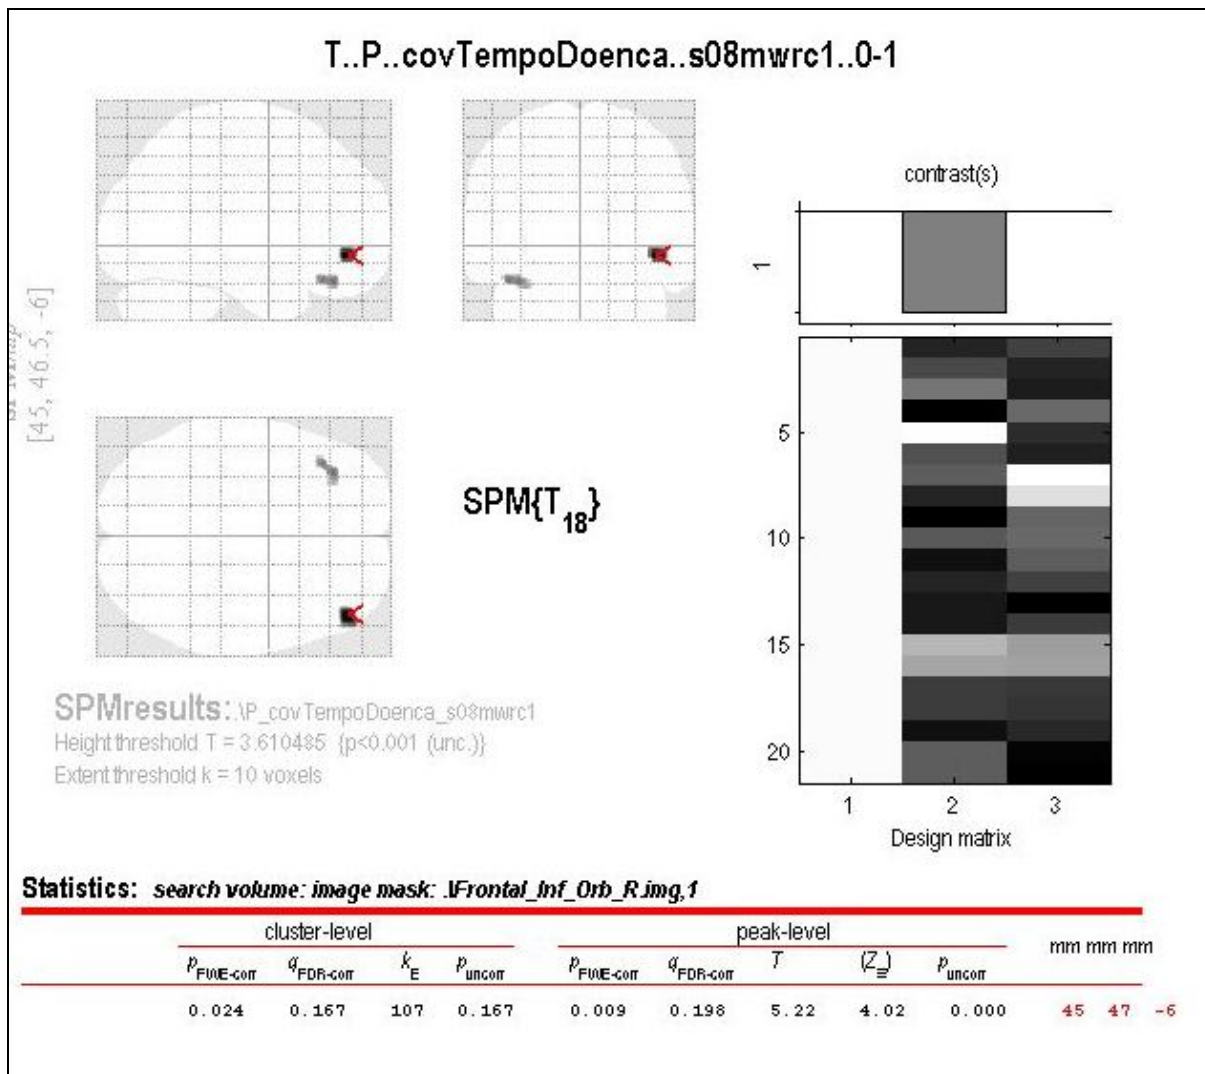 T..P..covTempoDoenca..s08mwrc1..0-1
[45, 46.5, -6]
contrast(s)
1
SPM{T18}
5
10
15
20
1 2 3
Design matrix
SPMresults: .\P_covTempoDoenca_s08mwrc1
Height threshold T = 3.610485 {p<0.001 (unc.)}
Extent threshold k = 10 voxels
Statistics: search volume: image mask: .\Frontal_Inf_Orb_R.img,1
cluster-level peak-level mm mm mm
pFWE-corr qFDR-corr kE puncorr pFWE-corr qFDR-corr T (Z≡) puncorr
0.024 0.167 107 0.167 0.009 0.198 5.22 4.02 0.000 45 47 -6